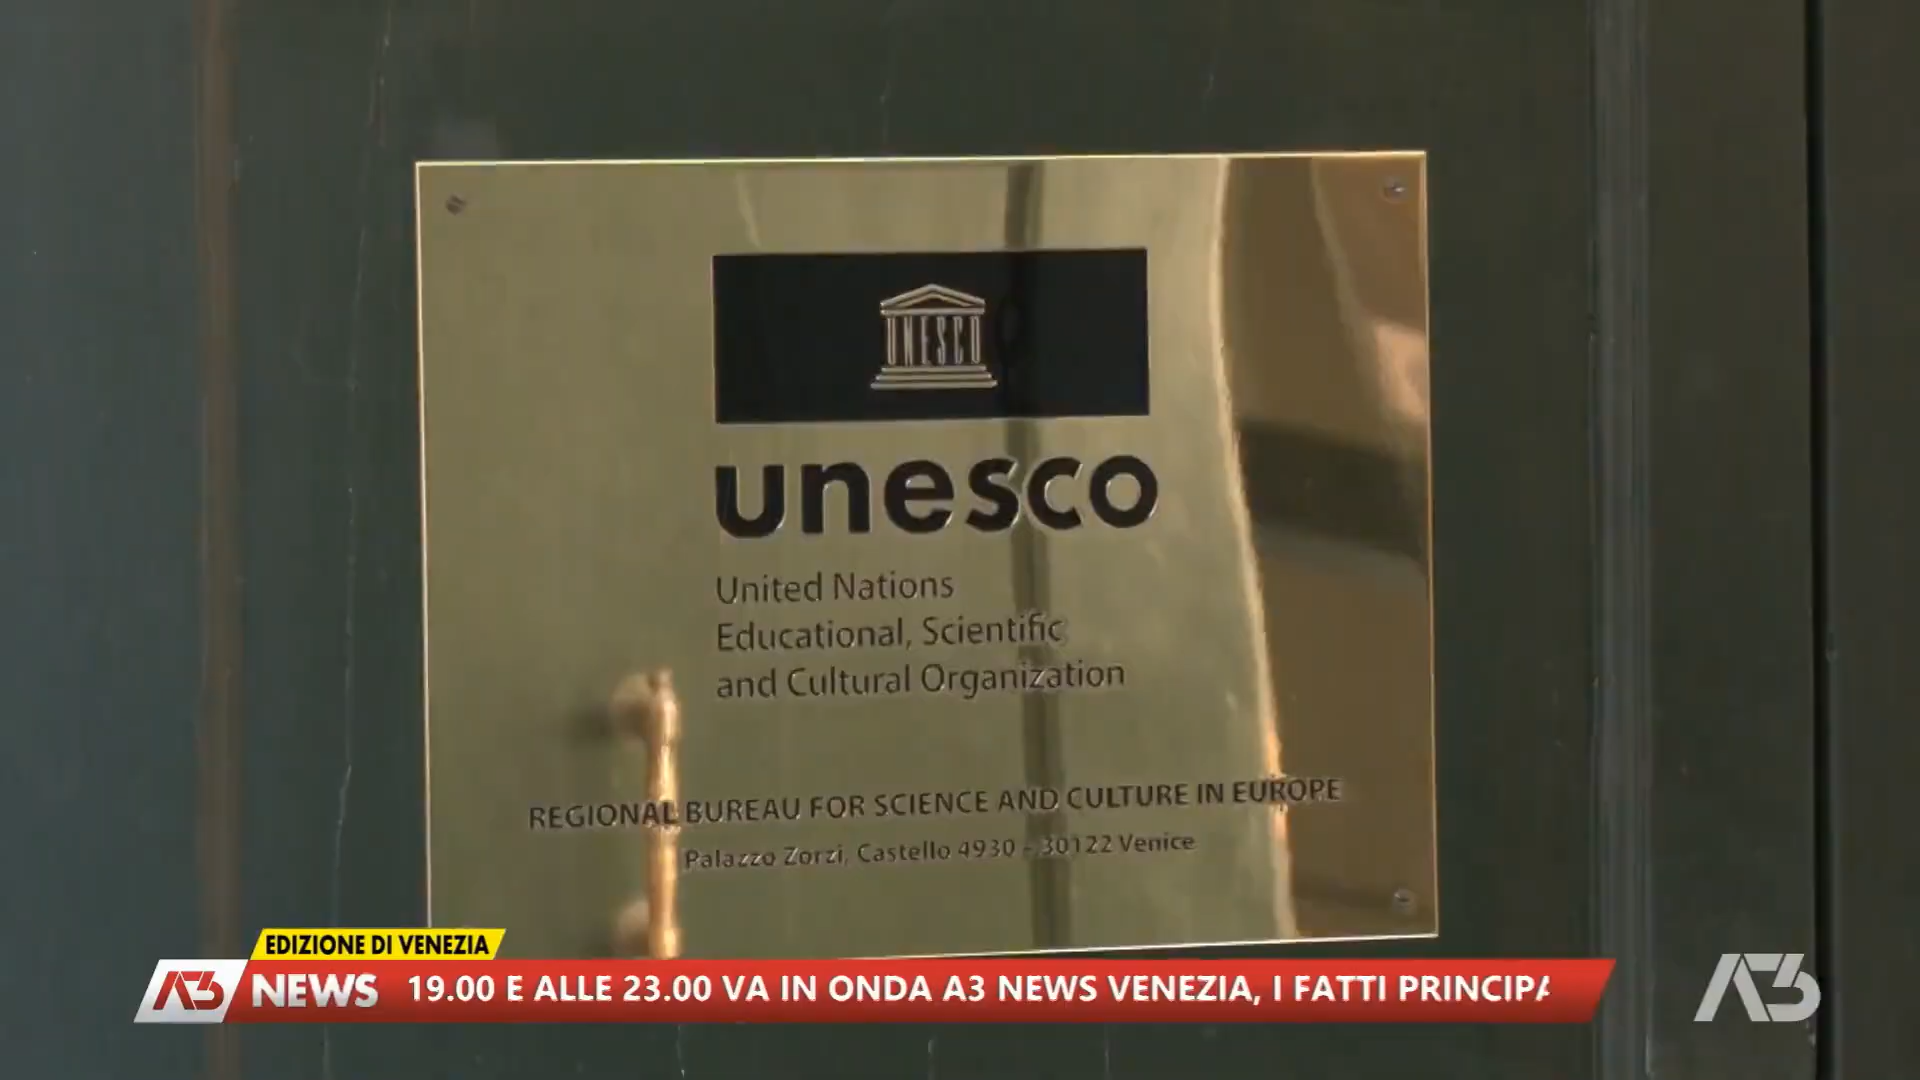 UNESCO
unesco
United Nations
Educational, Scientific
and Cultural Organization
REGIONAL BUREAU FOR SCIENCE AND CULTURE IN EUROPE
Palazzo Zorzi, Castello 4930 - 30122 Venice
EDIZIONE DI VENEZIA
A3 NEWS 19.00 E ALLE 23.00 VA IN ONDA A3 NEWS VENEZIA, I FATTI PRINCIPA
A3